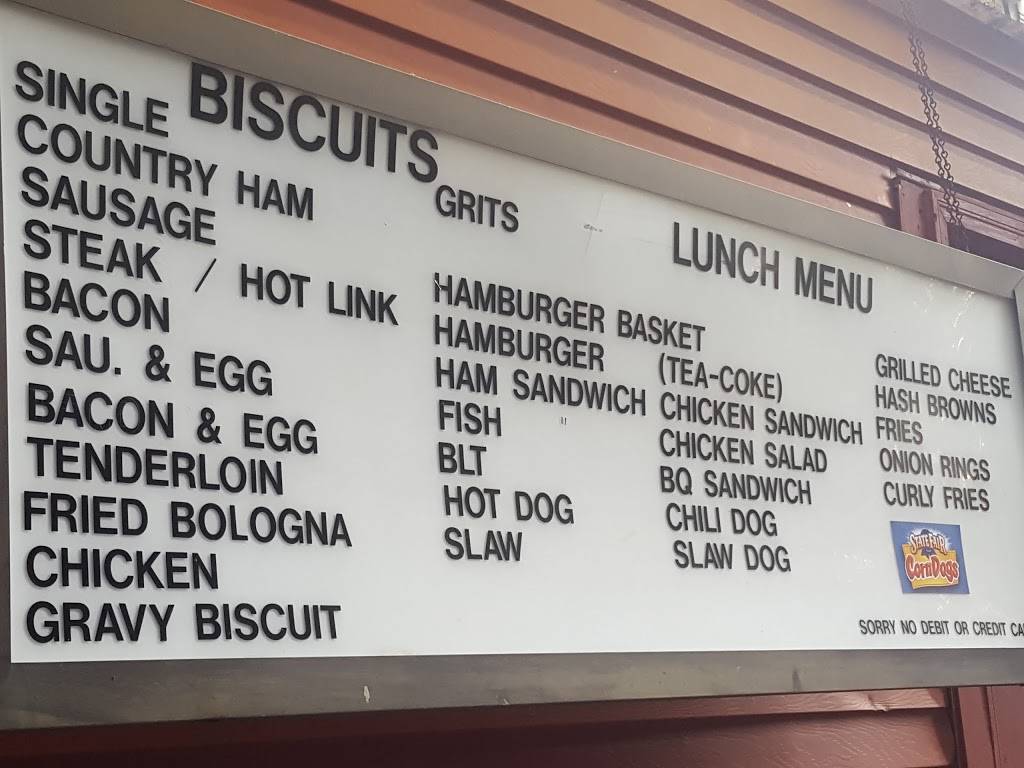 BISCUITS
SINGLE
COUNTRY HAM
SAUSAGE
STEAK / HOT LINK
BACON
SAU. & EGG
BACON & EGG
TENDERLOIN
FRIED BOLOGNA
CHICKEN
GRAVY BISCUIT
GRITS
LUNCH MENU
HAMBURGER BASKET
HAMBURGER (TEA-COKE)
HAM SANDWICH
FISH "
BLT
HOT DOG
SLAW
CHICKEN SANDWICH
CHICKEN SALAD
BQ SANDWICH
CHILI DOG
SLAW DOG
GRILLED CHEESE
HASH BROWNS
FRIES
ONION RINGS
CURLY FRIES
STATE FAIR
CornDogs
SORRY NO DEBIT OR CREDIT CA